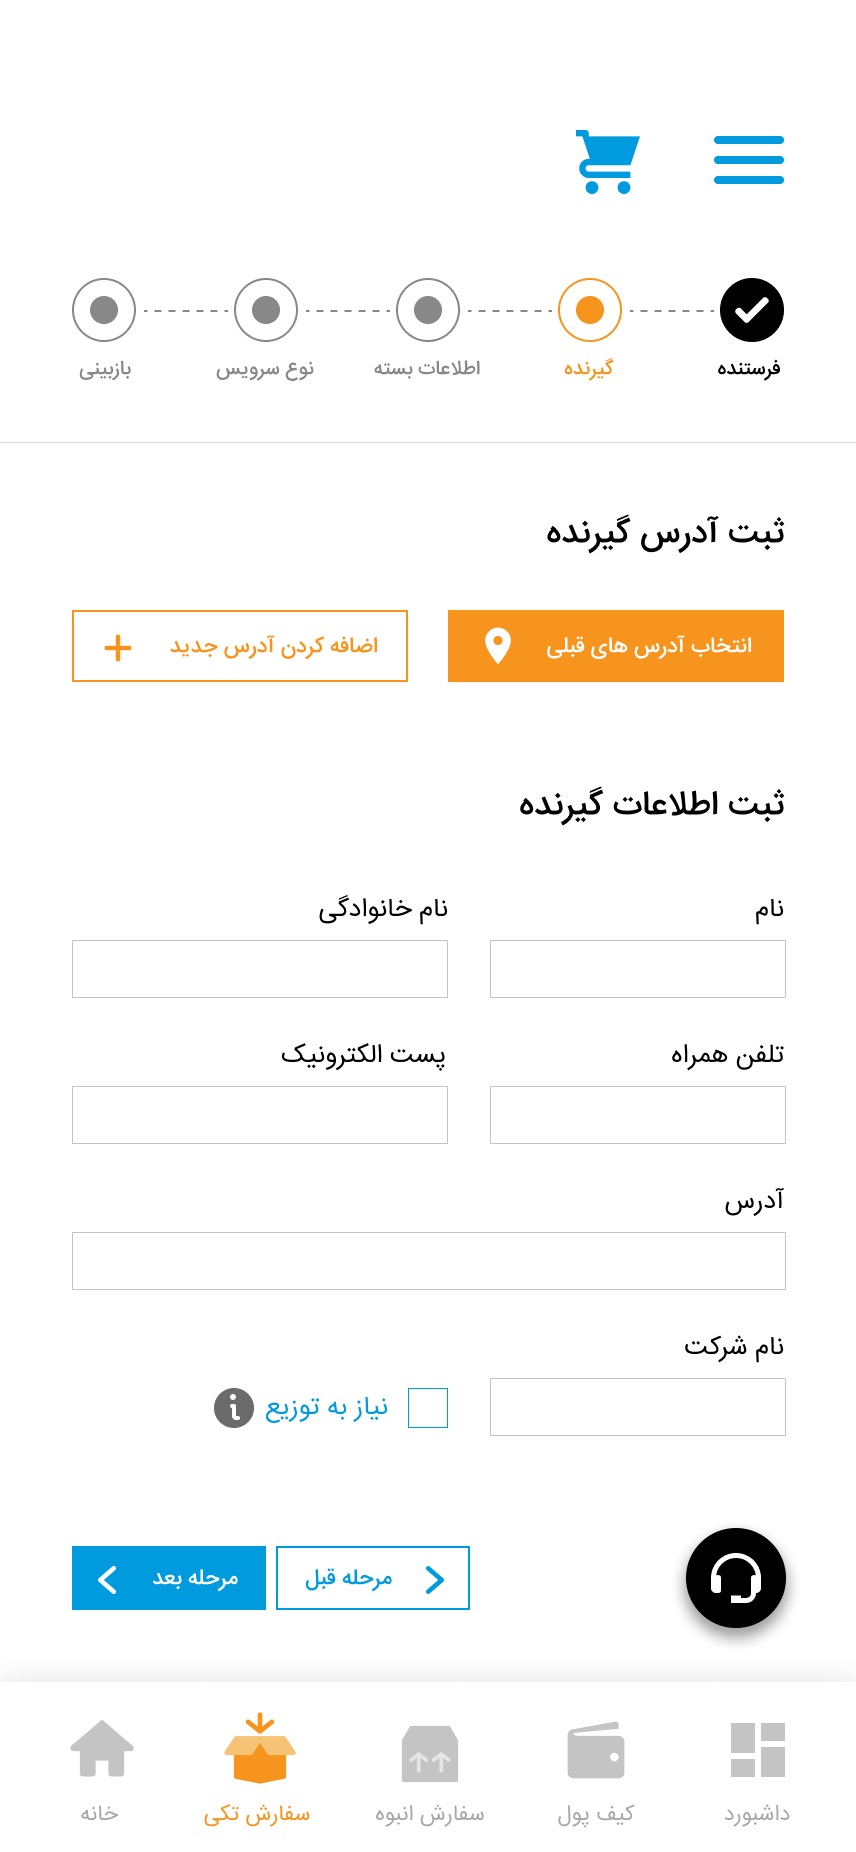 فرستنده
گیرنده
اطلاعات بسته
نوع سرویس
بازبینی
ثبت آدرس گیرنده
انتخاب آدرس های قبلی
اضافه کردن آدرس جدید
ثبت اطلاعات گیرنده
نام
نام خانوادگی
تلفن همراه
پست الکترونیک
آدرس
نام شرکت
نیاز به توزیع
مرحله قبل
مرحله بعد
داشبورد
کیف پول
سفارش انبوه
سفارش تکی
خانه